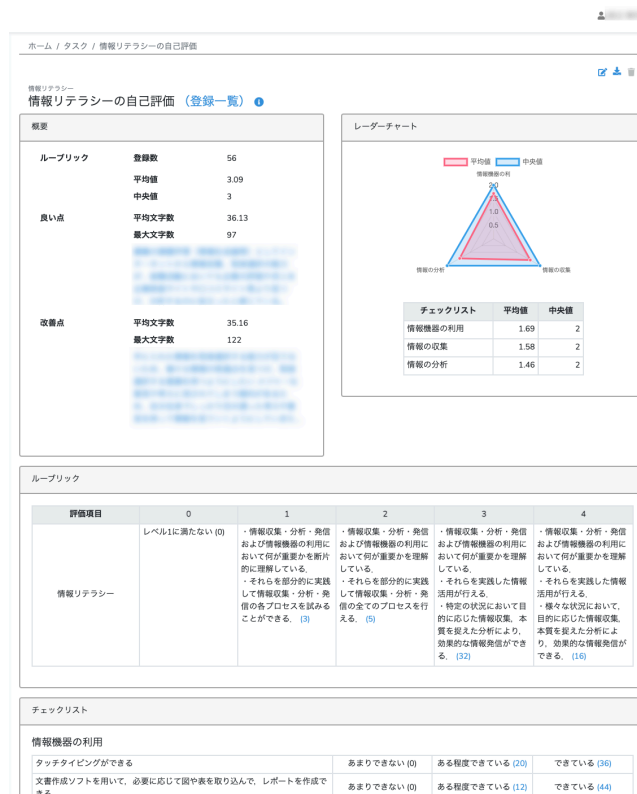 ホーム / タスク / 情報リテラシーの自己評価
情報リテラシー
情報リテラシーの自己評価 （登録一覧）
概要
ルーブリック 登録数 56
平均値 3.09
中央値 3
良い点 平均文字数 36.13
最大文字数 97
改善点 平均文字数 35.16
最大文字数 122
レーダーチャート
平均値 中央値
情報機器の利
2.0
1.5
1.0
0.5
情報の分析 情報の収集
チェックリスト 平均値 中央値
情報機器の利用 1.69 2
情報の収集 1.58 2
情報の分析 1.46 2
ルーブリック
評価項目 0 1 2 3 4
情報リテラシー
レベル1に満たない (0)
・情報収集・分析・発信
および情報機器の利用に
おいて何が重要かを断片
的に理解している．
・それらを部分的に実践
して情報収集・分析・発
信の各プロセスを試みる
ことができる． (3)
・情報収集・分析・発信
および情報機器の利用に
おいて何が重要かを理解
している．
・それらを部分的に実践
して情報収集・分析・発
信の全てのプロセスを行
える． (5)
・情報収集・分析・発信
および情報機器の利用に
おいて何が重要かを理解
している．
・それらを実践した情報
活用が行える．
・特定の状況において目
的に応じた情報収集，本
質を捉えた分析により，
効果的な情報発信ができ
る． (32)
・情報収集・分析・発信
および情報機器の利用に
おいて何が重要かを理解
している．
・それらを実践した情報
活用が行える．
・様々な状況において，
目的に応じた情報収集，
本質を捉えた分析によ
り，効果的な情報発信が
できる． (16)
チェックリスト
情報機器の利用
タッチタイピングができる あまりできない (0) ある程度できている (20) できている (36)
文書作成ソフトを用いて，必要に応じて図や表を取り込んで，レポートを作成で
きる あまりできない (0) ある程度できている (12) できている (44)